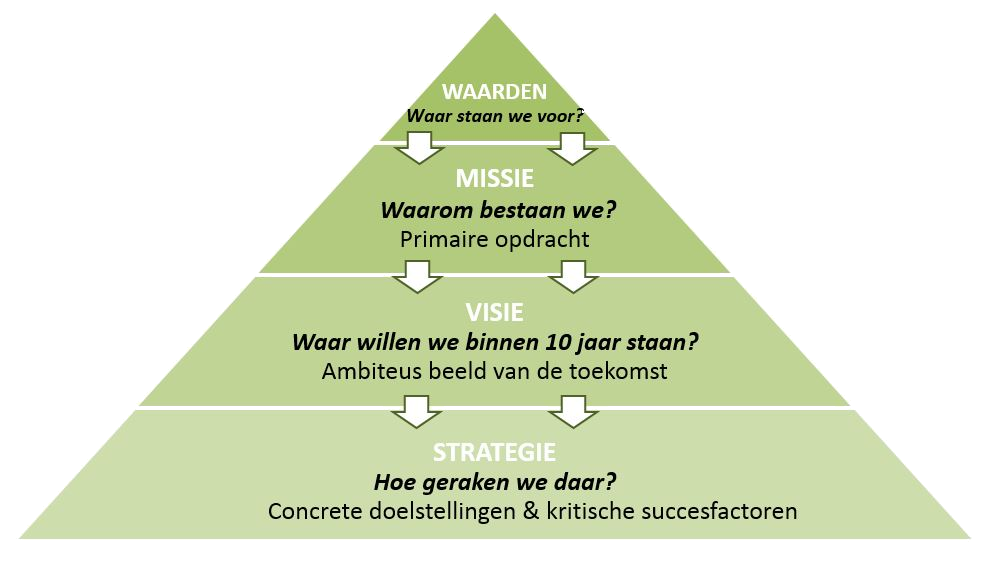 WAARDEN
Waar staan we voor?
MISSIE
Waarom bestaan we?
Primaire opdracht
VISIE
Waar willen we binnen 10 jaar staan?
Ambiteus beeld van de toekomst
STRATEGIE
Hoe geraken we daar?
Concrete doelstellingen & kritische succesfactoren